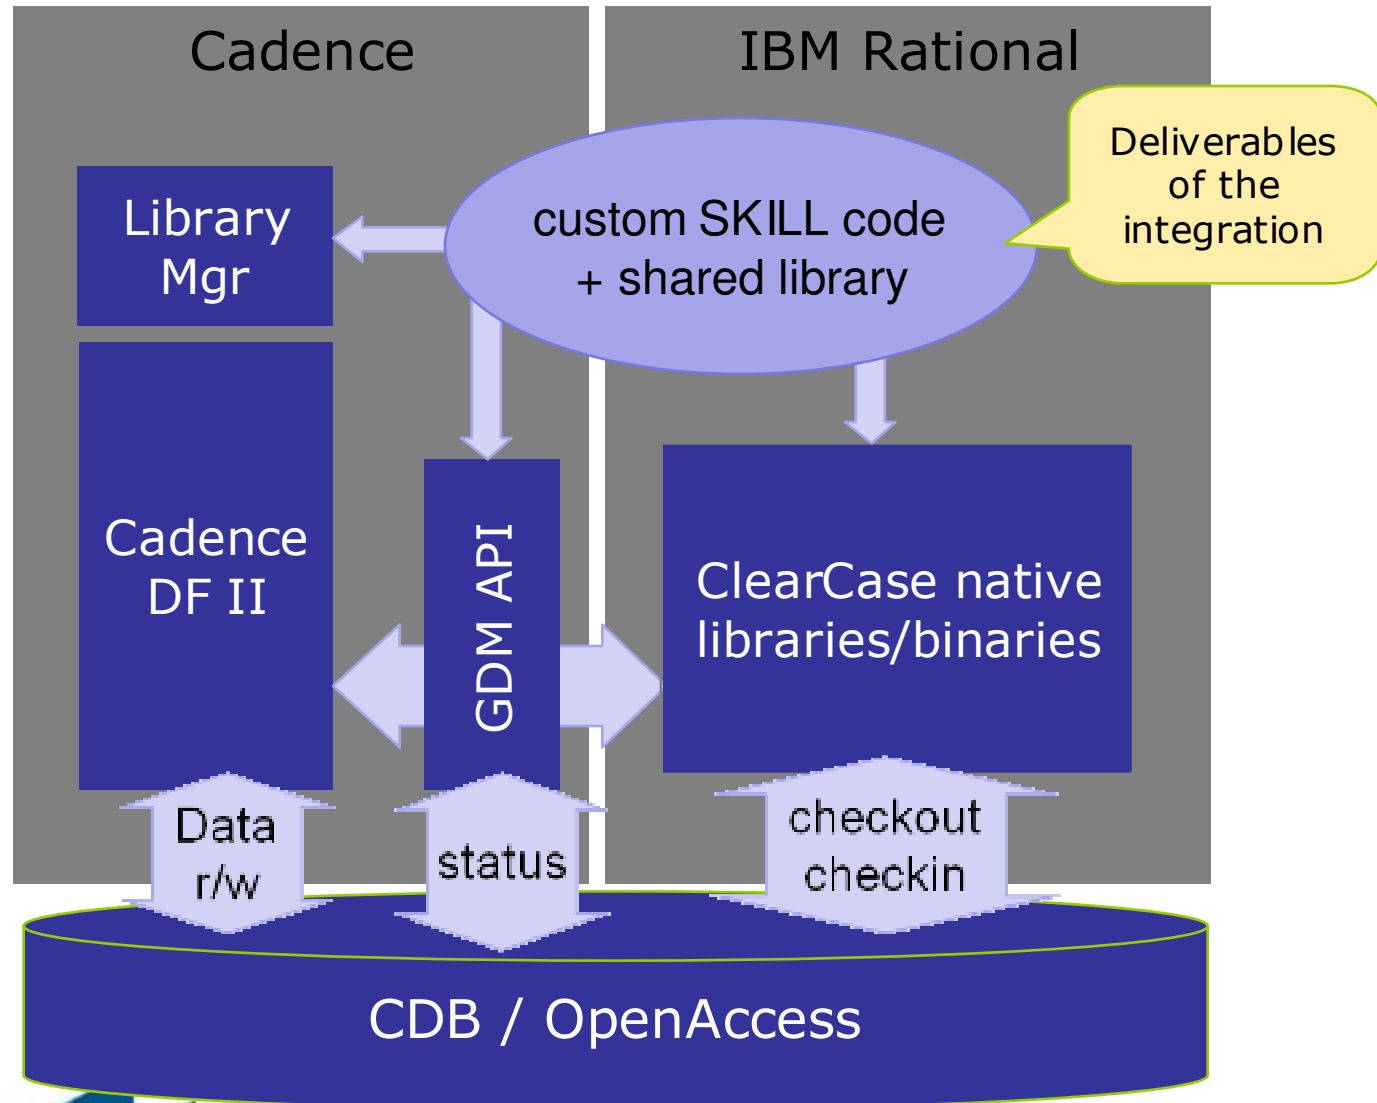 Cadence
IBM Rational
Deliverables
of the
integration
custom SKILL code
+ shared library
Library
Mgr
Cadence
DF II
GDM API
ClearCase native
libraries/binaries
Data
r/w
status
checkout
checkin
CDB / OpenAccess